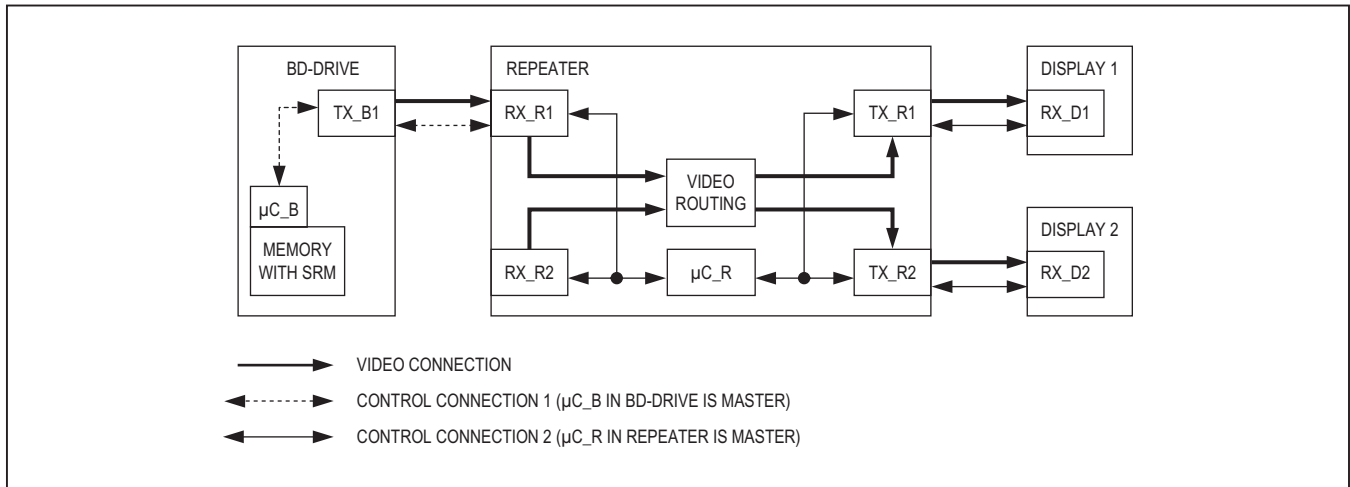 BD-DRIVE
TX_B1
µC_B
MEMORY
WITH SRM
REPEATER
RX_R1
RX_R2
VIDEO
ROUTING
µC_R
TX_R1
TX_R2
DISPLAY 1
RX_D1
DISPLAY 2
RX_D2
VIDEO CONNECTION
CONTROL CONNECTION 1 (µC_B IN BD-DRIVE IS MASTER)
CONTROL CONNECTION 2 (µC_R IN REPEATER IS MASTER)